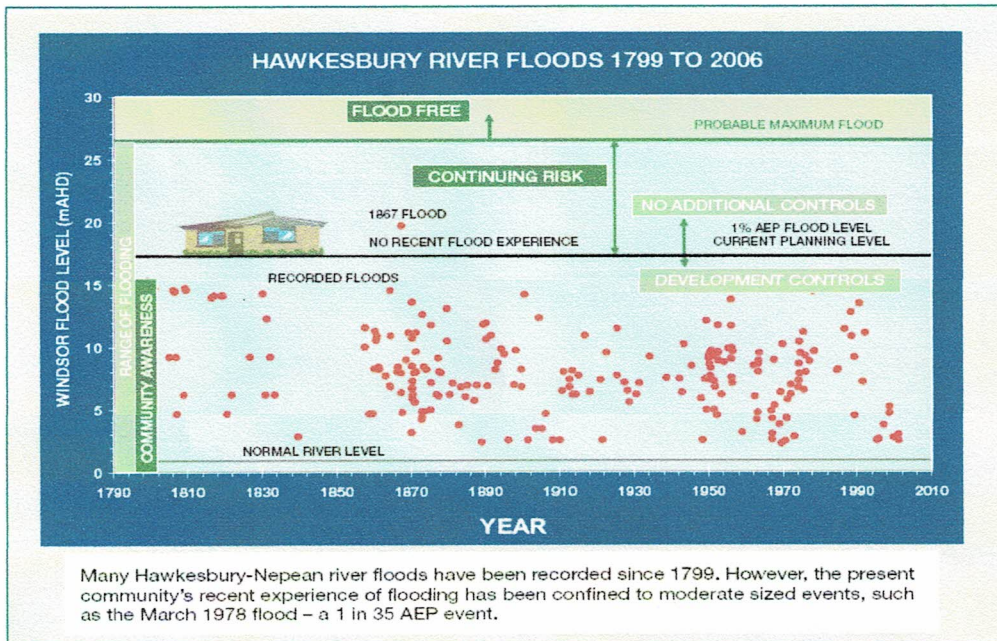 HAWKESBURY RIVER FLOODS 1799 TO 2006
30
FLOOD FREE
PROBABLE MAXIMUM FLOOD
25
CONTINUING RISK
NO ADDITIONAL CONTROLS
20
1867 FLOOD
1% AEP FLOOD LEVEL
NO RECENT FLOOD EXPERIENCE
CURRENT PLANNING LEVEL
RECORDED FLOODS
DEVELOPMENT CONTROLS
15
10
5
NORMAL RIVER LEVEL
0
WINDSOR FLOOD LEVEL (mAHD)
RANGE OF FLOODING
COMMUNITY AWARENESS
1790 1810 1830 1850 1870 1890 1910 1930 1950 1970 1990 2010
YEAR
Many Hawkesbury-Nepean river floods have been recorded since 1799. However, the present
community's recent experience of flooding has been confined to moderate sized events, such
as the March 1978 flood – a 1 in 35 AEP event.